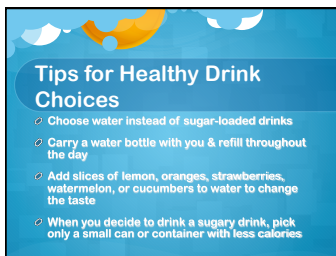 Tips for Healthy Drink
Choices
Choose water instead of sugar-loaded drinks
Carry a water bottle with you & refill throughout
the day
Add slices of lemon, oranges, strawberries,
watermelon, or cucumbers to water to change
the taste
When you decide to drink a sugary drink, pick
only a small can or container with less calories